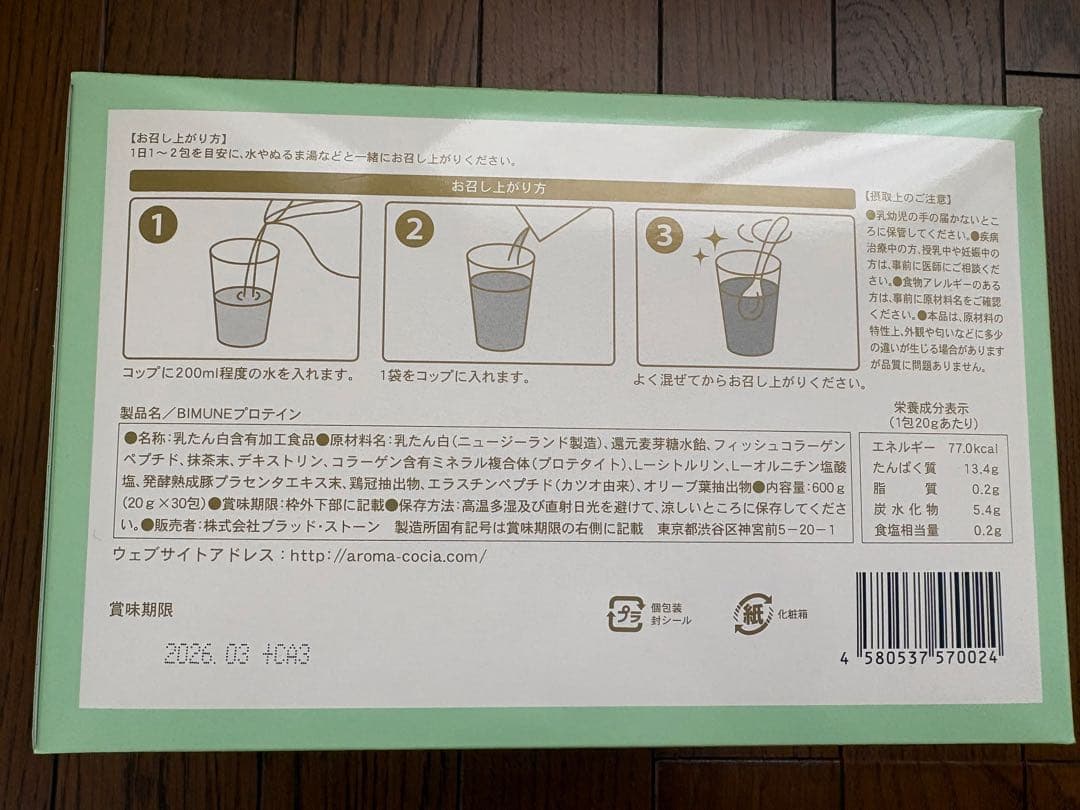 【お召し上がり方】
1日1～2包を目安に、水やぬるま湯などと一緒にお召し上がりください。
お召し上がり方
1
2
3
コップに200ml程度の水を入れます。
1袋をコップに入れます。
よく混ぜてからお召し上がりください。
【摂取上のご注意】
●乳幼児の手の届かないとこ
ろに保管してください。●疾病
治療中の方、授乳中や妊娠中の
方は、事前に医師にご相談くだ
さい。●食物アレルギーのある
方は、事前に原材料名をご確認
ください。●本品は、原材料の
特性上、外観や匂いなどに多少
の違いが生じる場合があります
が品質に問題ありません。
製品名／BIMUNEプロテイン
●名称：乳たん白含有加工食品●原材料名：乳たん白（ニュージーランド製造）、還元麦芽糖水飴、フィッシュコラーゲン
ペプチド、抹茶末、デキストリン、コラーゲン含有ミネラル複合体（プロテタイト）、L－シトルリン、L－オルニチン塩酸
塩、発酵熟成豚プラセンタエキス末、鶏冠抽出物、エラスチンペプチド（カツオ由来）、オリーブ葉抽出物●内容量：600g
（20g×30包）●賞味期限：枠外下部に記載●保存方法：高温多湿及び直射日光を避けて、涼しいところに保存してくださ
い。●販売者：株式会社ブラッド・ストーン　製造所固有記号は賞味期限の右側に記載　東京都渋谷区神宮前5－20－1
栄養成分表示
（1包20gあたり）
エネルギー 77.0kcal
たんぱく質 13.4g
脂質 0.2g
炭水化物 5.4g
食塩相当量 0.2g
ウェブサイトアドレス：http://aroma-cocia.com/
賞味期限
2026.03 +CA3
プラ
個包装
封シール
紙
化粧箱
4 580537 570024